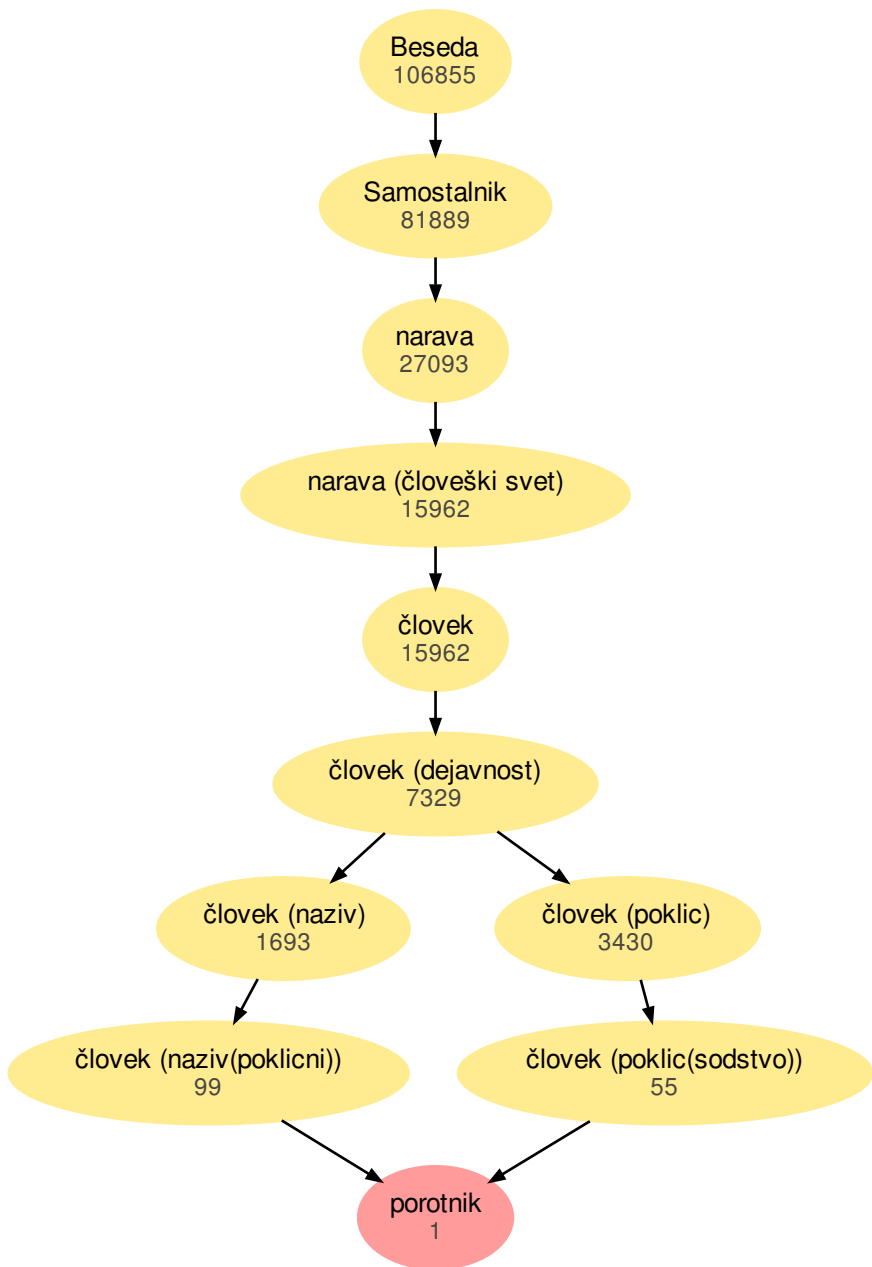 Beseda
106855
Samostalnik
81889
narava
27093
narava (človeški svet)
15962
človek
15962
človek (dejavnost)
7329
človek (naziv)
1693
človek (poklic)
3430
človek (naziv(poklicni))
99
človek (poklic(sodstvo))
55
porotnik
1